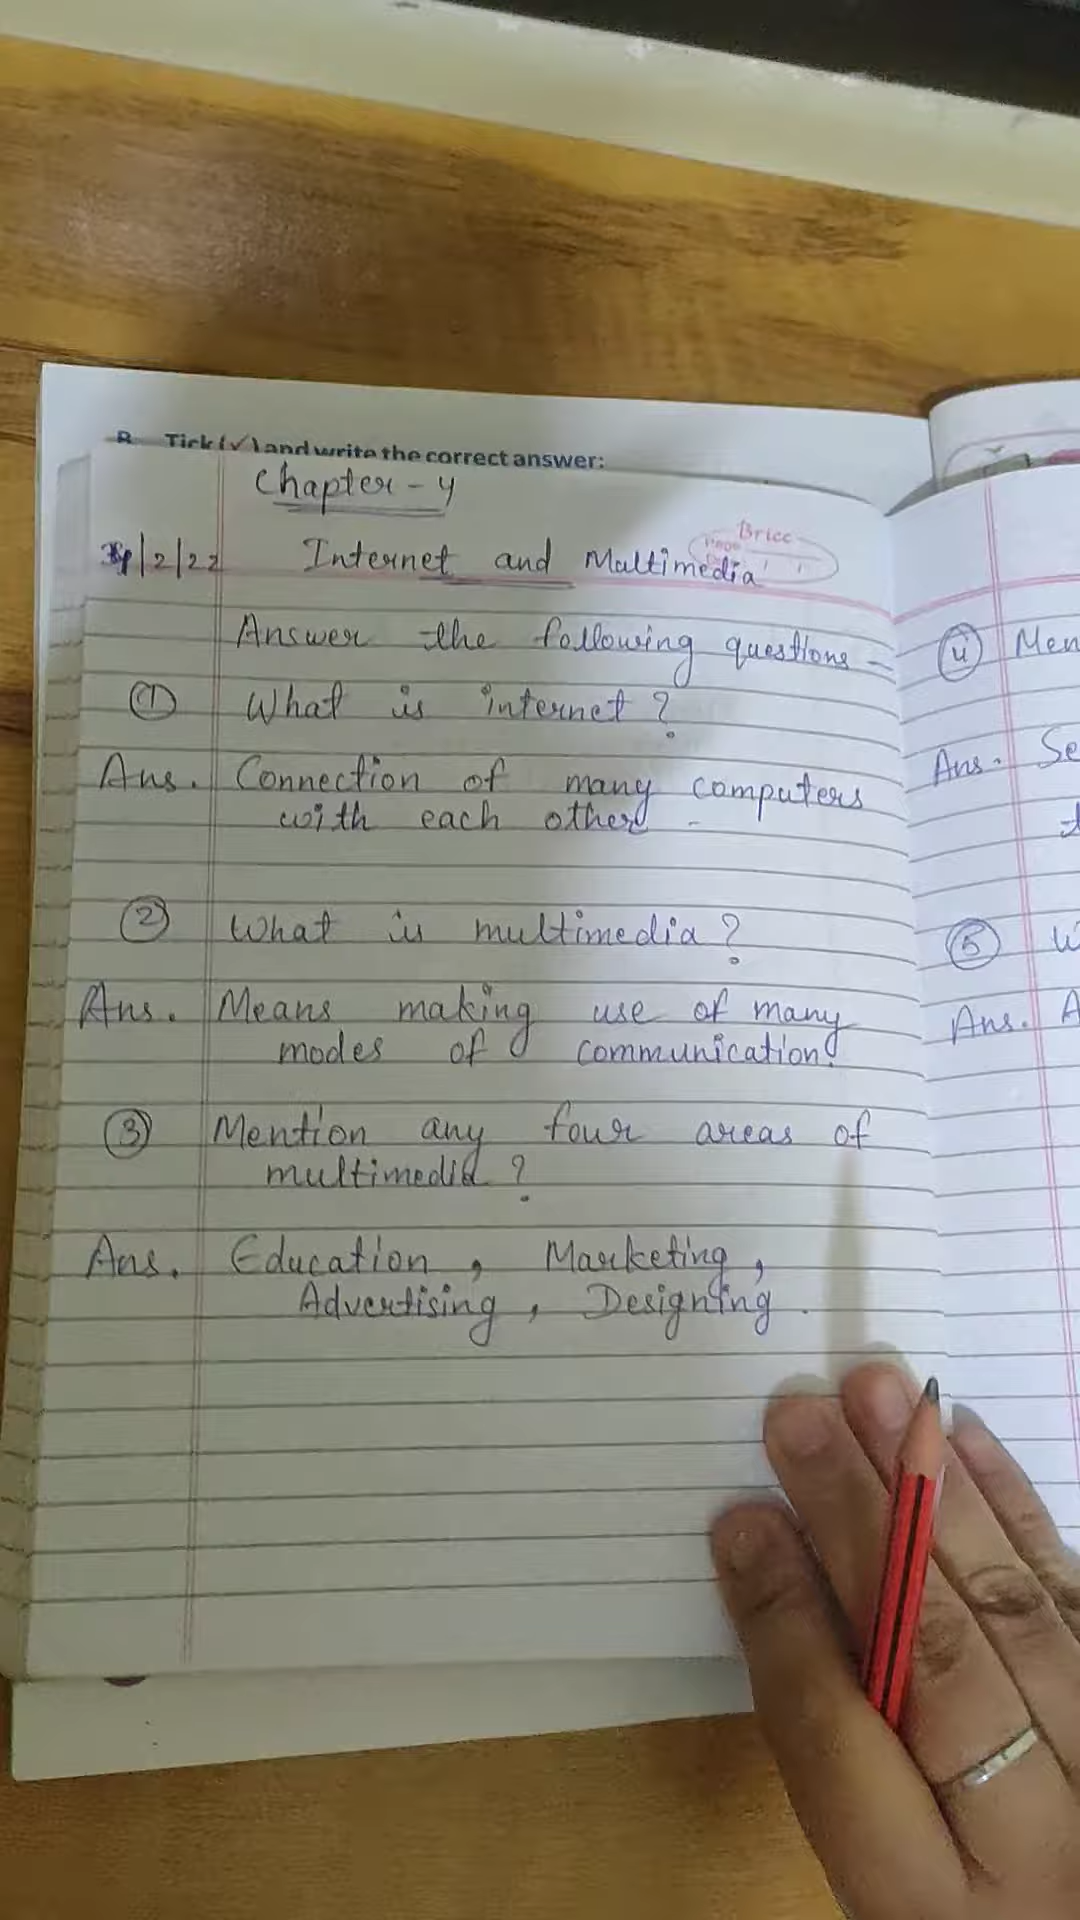 B. Tick (✓) and write the correct answer:
Chapter - 4
/2/22 Internet and Multimedia
Brite
Answer the following questions -
① What is internet ?
Ans. Connection of many computers
with each other.
② What is multimedia ?
Ans. Means making use of many
modes of communication.
③ Mention any four areas of
multimedia ?
Ans. Education , Marketing ,
Advertising , Designing .
④ Men
Ans. Se
t
⑤ W
Ans. A